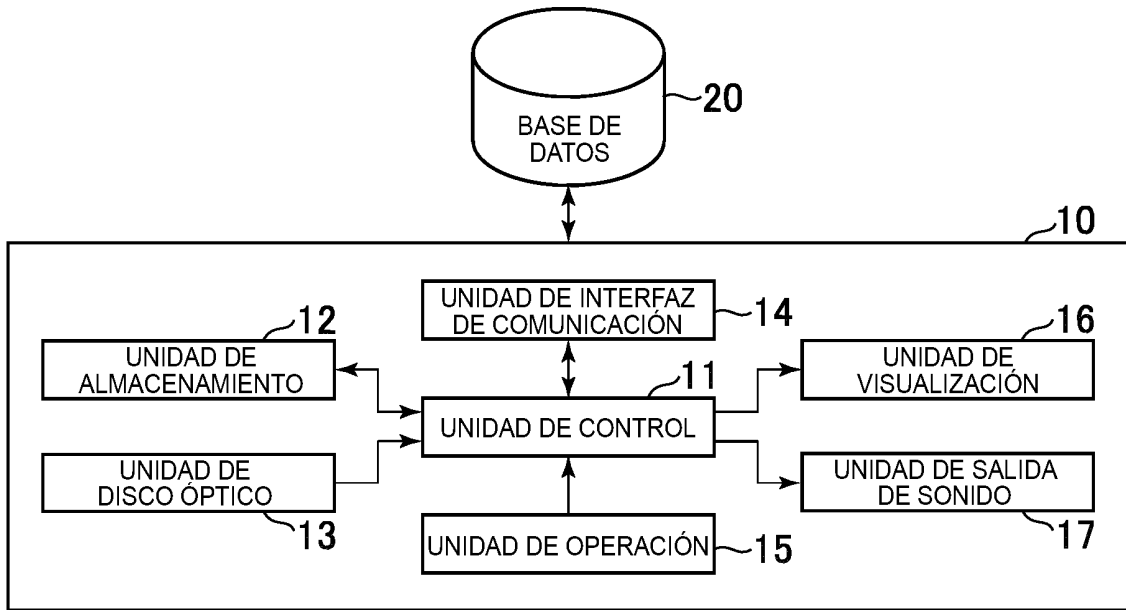 20
BASE DE
DATOS
10
UNIDAD DE INTERFAZ
DE COMUNICACIÓN
14
12
UNIDAD DE
ALMACENAMIENTO
16
UNIDAD DE
VISUALIZACIÓN
11
UNIDAD DE CONTROL
UNIDAD DE
DISCO ÓPTICO
13
UNIDAD DE SALIDA
DE SONIDO
17
UNIDAD DE OPERACIÓN
15